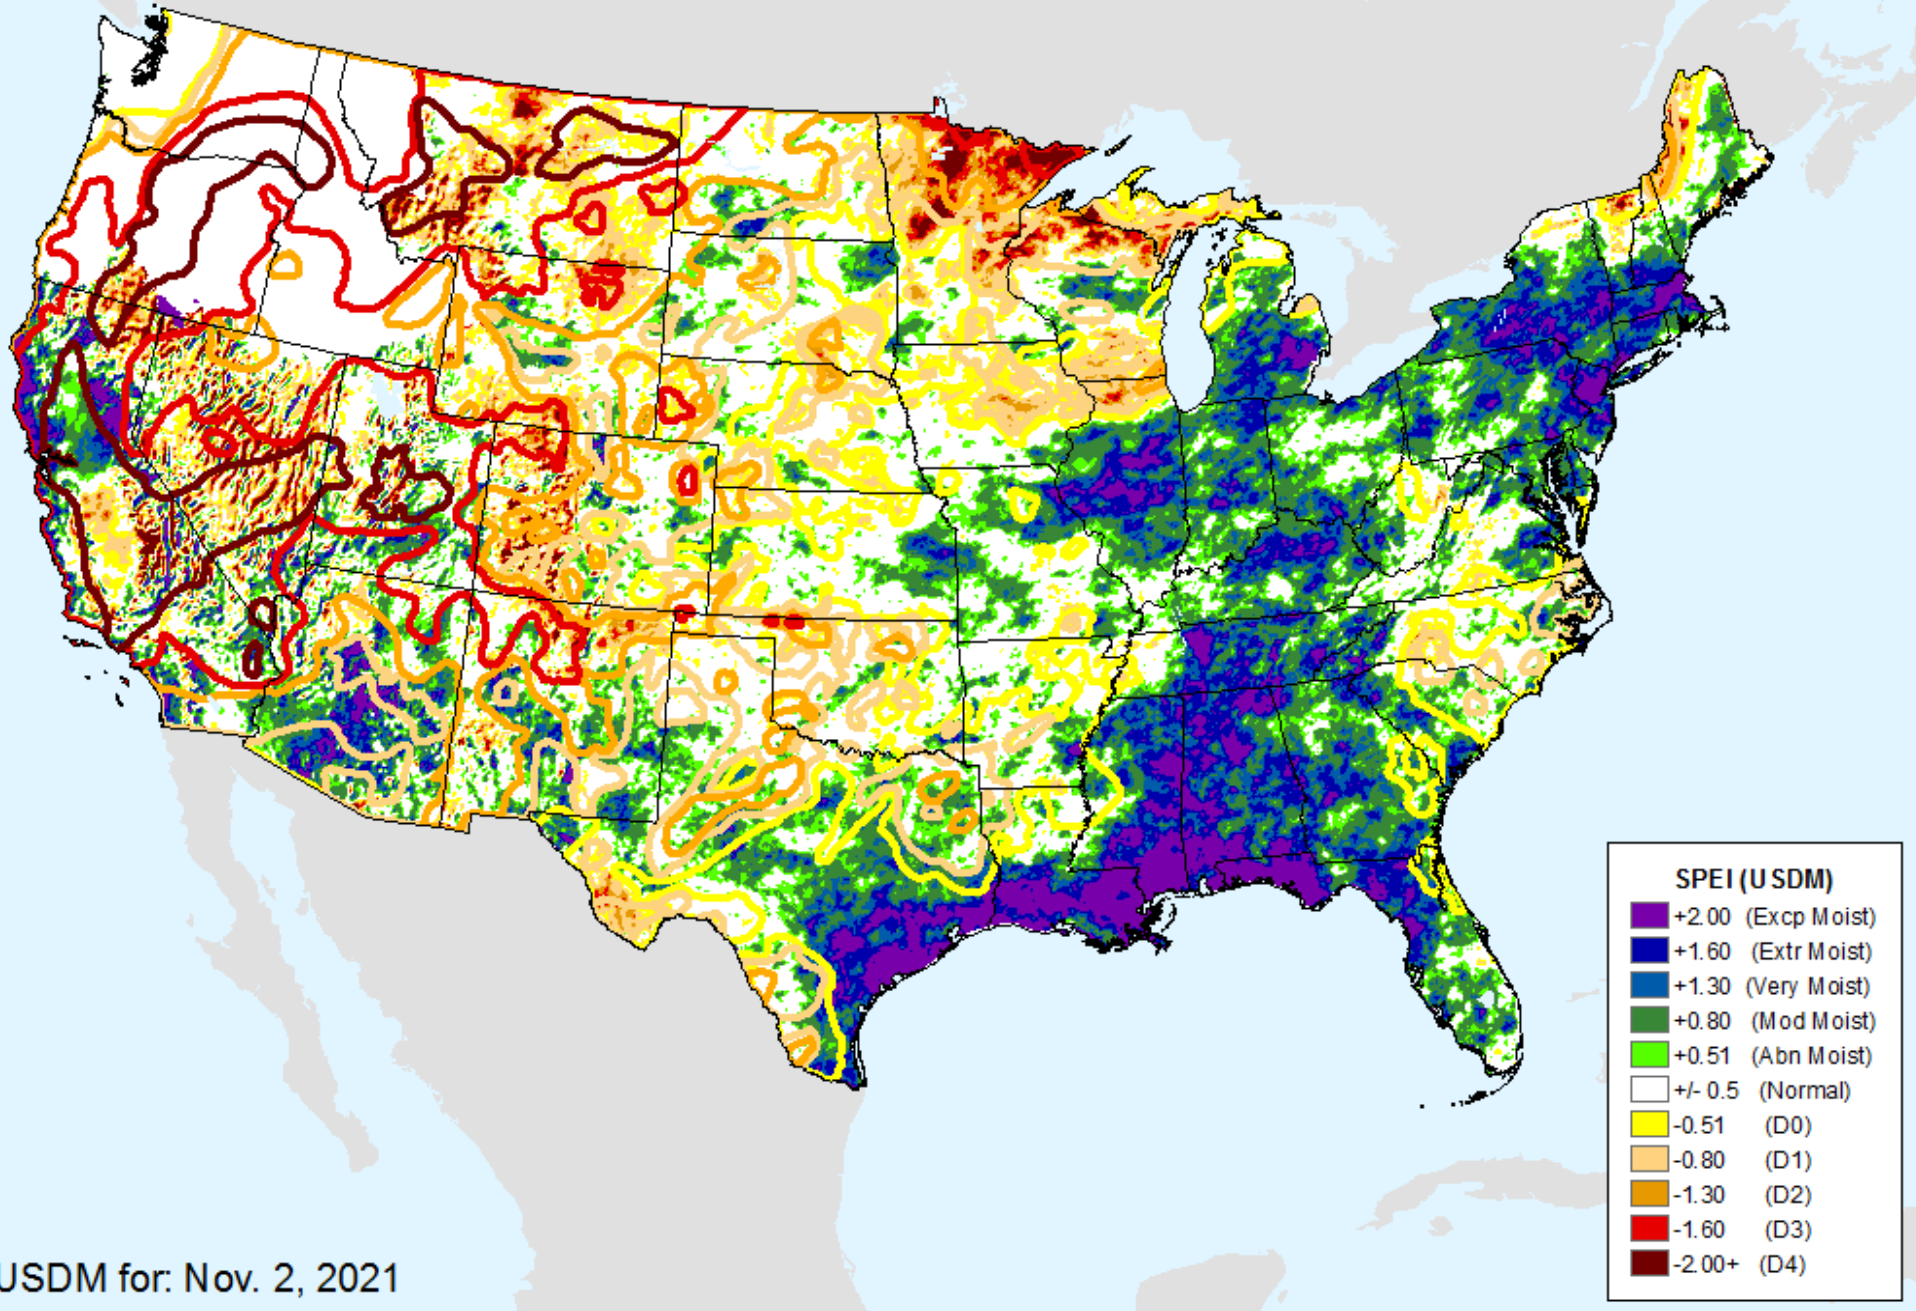 SPEI (USDM)
+2.00 (Excp Moist)
+1.60 (Extr Moist)
+1.30 (Very Moist)
+0.80 (Mod Moist)
+0.51 (Abn Moist)
+/- 0.5 (Normal)
-0.51 (D0)
-0.80 (D1)
-1.30 (D2)
-1.60 (D3)
-2.00+ (D4)
USDM for: Nov. 2, 2021